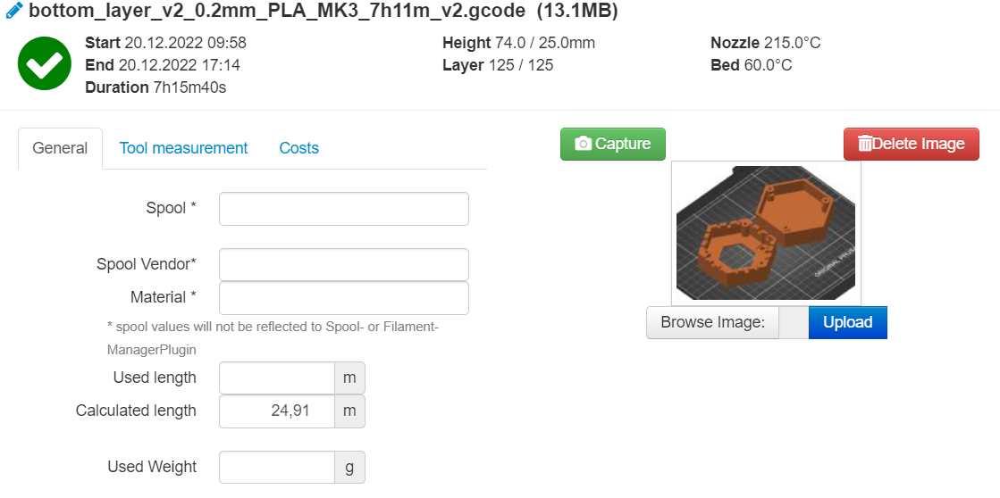 bottom_layer_v2_0.2mm_PLA_MK3_7h11m_v2.gcode (13.1MB)
Start 20.12.2022 09:58
End 20.12.2022 17:14
Duration 7h15m40s
Height 74.0 / 25.0mm
Layer 125 / 125
Nozzle 215.0°C
Bed 60.0°C
General
Tool measurement
Costs
Spool *
Spool Vendor*
Material *
* spool values will not be reflected to Spool- or Filament-
ManagerPlugin
Used length
m
Calculated length
24,91
m
Used Weight
g
Capture
Delete Image
ORIGINAL PRUSA
Browse Image:
Upload